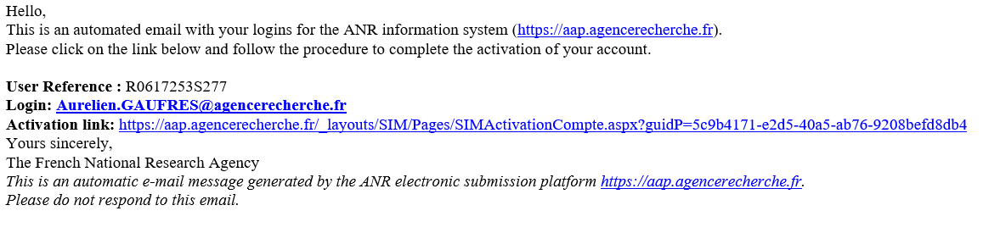 Hello,
This is an automated email with your logins for the ANR information system (https://aap.agencerecherche.fr).
Please click on the link below and follow the procedure to complete the activation of your account.
User Reference : R0617253S277
Login: Aurelien.GAUFRES@agencerecherche.fr
Activation link: https://aap.agencerecherche.fr/_layouts/SIM/Pages/SIMActivationCompte.aspx?guidP=5c9b4171-e2d5-40a5-ab76-9208befd8db4
Yours sincerely,
The French National Research Agency
This is an automatic e-mail message generated by the ANR electronic submission platform https://aap.agencerecherche.fr.
Please do not respond to this email.